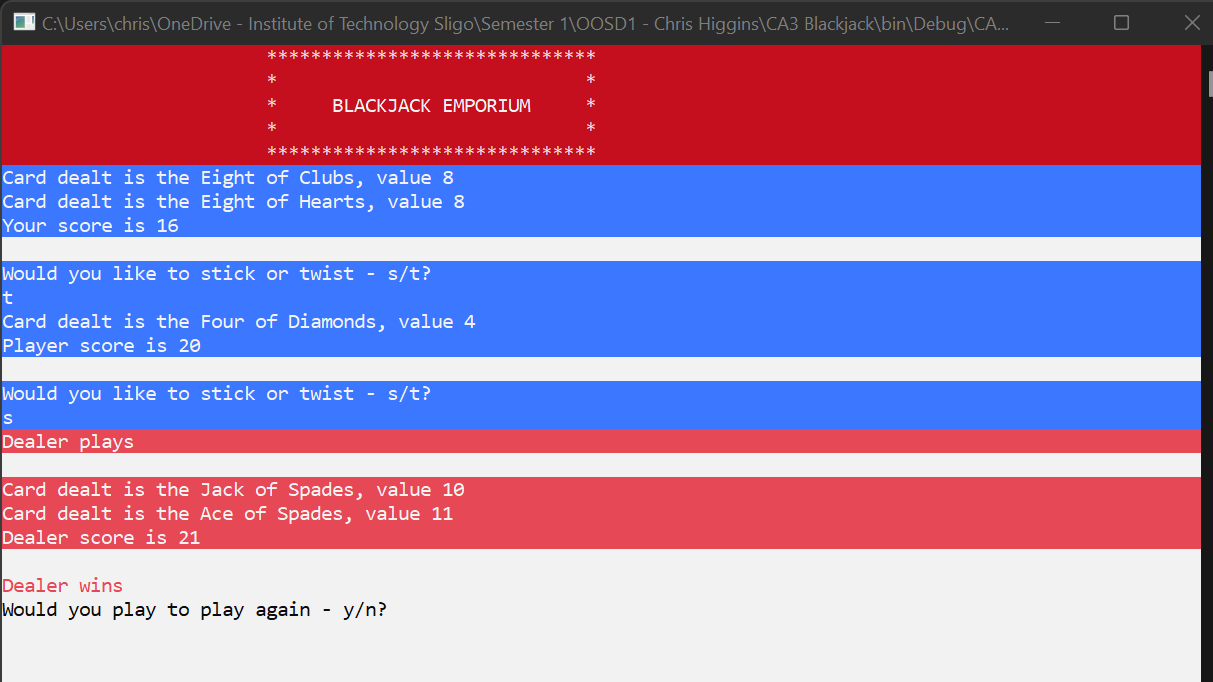 C:\Users\chris\OneDrive - Institute of Technology Sligo\Semester 1\OOSD1 - Chris Higgins\CA3 Blackjack\bin\Debug\CA...
******************************
* *
* BLACKJACK EMPORIUM *
* *
******************************
Card dealt is the Eight of Clubs, value 8
Card dealt is the Eight of Hearts, value 8
Your score is 16
Would you like to stick or twist - s/t?
t
Card dealt is the Four of Diamonds, value 4
Player score is 20
Would you like to stick or twist - s/t?
s
Dealer plays
Card dealt is the Jack of Spades, value 10
Card dealt is the Ace of Spades, value 11
Dealer score is 21
Dealer wins
Would you play to play again - y/n?